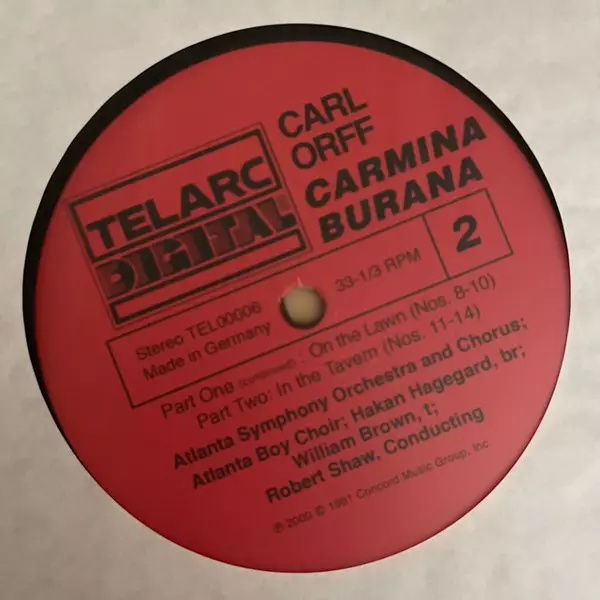 TELARC
DIGITAL
CARL
ORFF
CARMINA
BURANA
2
Stereo TEL00006
Made in Germany
33-1/3 RPM
Part One (continued): On the Lawn (Nos. 8-10)
Part Two: In the Tavern (Nos. 11-14)
Atlanta Symphony Orchestra and Chorus;
Atlanta Boy Choir; Hakan Hagegard, br;
William Brown, t;
Robert Shaw, Conducting
℗ 2000 © 1981 Concord Music Group, Inc.